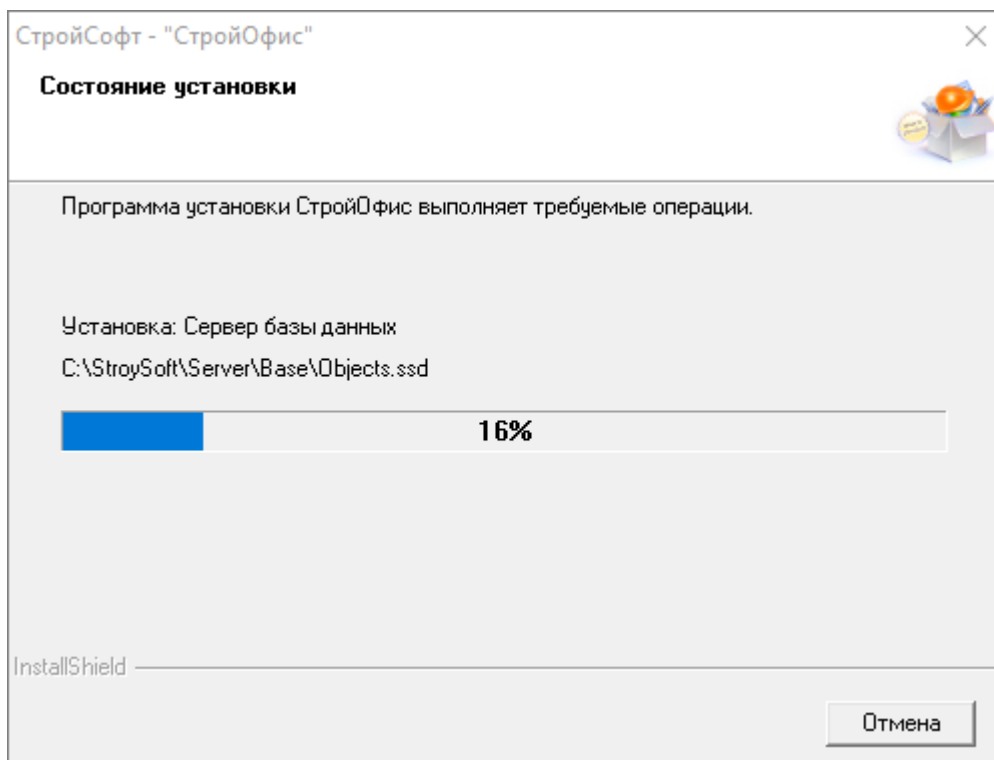 СтройСофт - "СтройОфис"
Состояние установки
Программа установки СтройОфис выполняет требуемые операции.
Установка: Сервер базы данных
C:\StroySoft\Server\Base\Objects.ssd
16%
InstallShield
Отмена